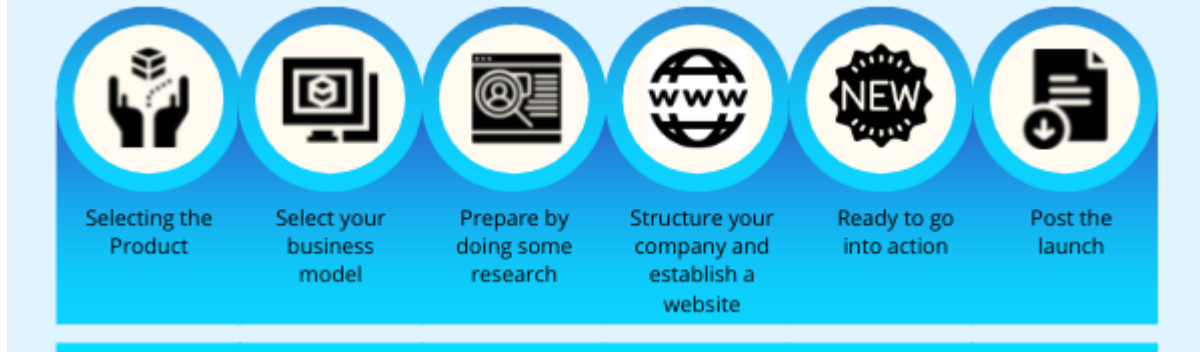 WWW
NEW
Selecting the
Product
Select your
business
model
Prepare by
doing some
research
Structure your
company and
establish a
website
Ready to go
into action
Post the
launch